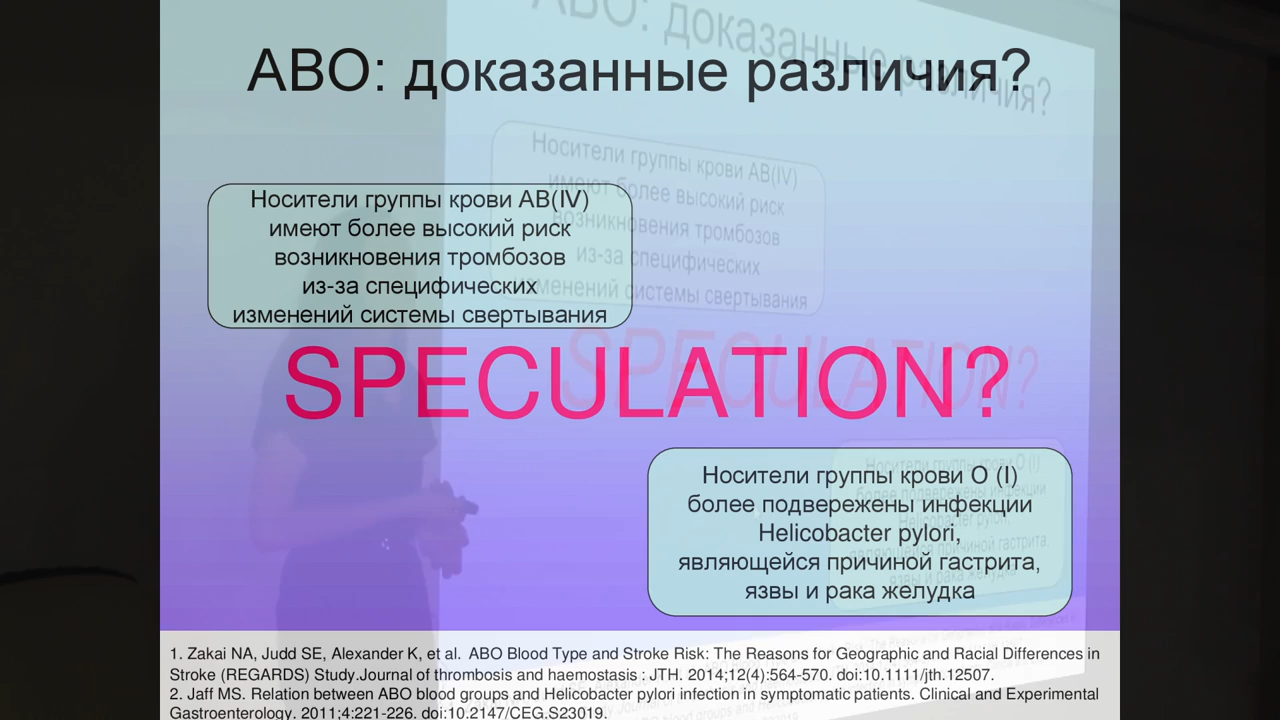 ABO: доказанные различия?
Носители группы крови AB(IV)
имеют более высокий риск
возникновения тромбозов
из-за специфических
изменений системы свертывания
SPECULATION?
Носители группы крови O (I)
более подвержены инфекции
Helicobacter pylori,
являющейся причиной гастрита,
язвы и рака желудка
1. Zakai NA, Judd SE, Alexander K, et al. ABO Blood Type and Stroke Risk: The Reasons for Geographic and Racial Differences in
Stroke (REGARDS) Study.Journal of thrombosis and haemostasis : JTH. 2014;12(4):564-570. doi:10.1111/jth.12507.
2. Jaff MS. Relation between ABO blood groups and Helicobacter pylori infection in symptomatic patients. Clinical and Experimental
Gastroenterology. 2011;4:221-226. doi:10.2147/CEG.S23019.